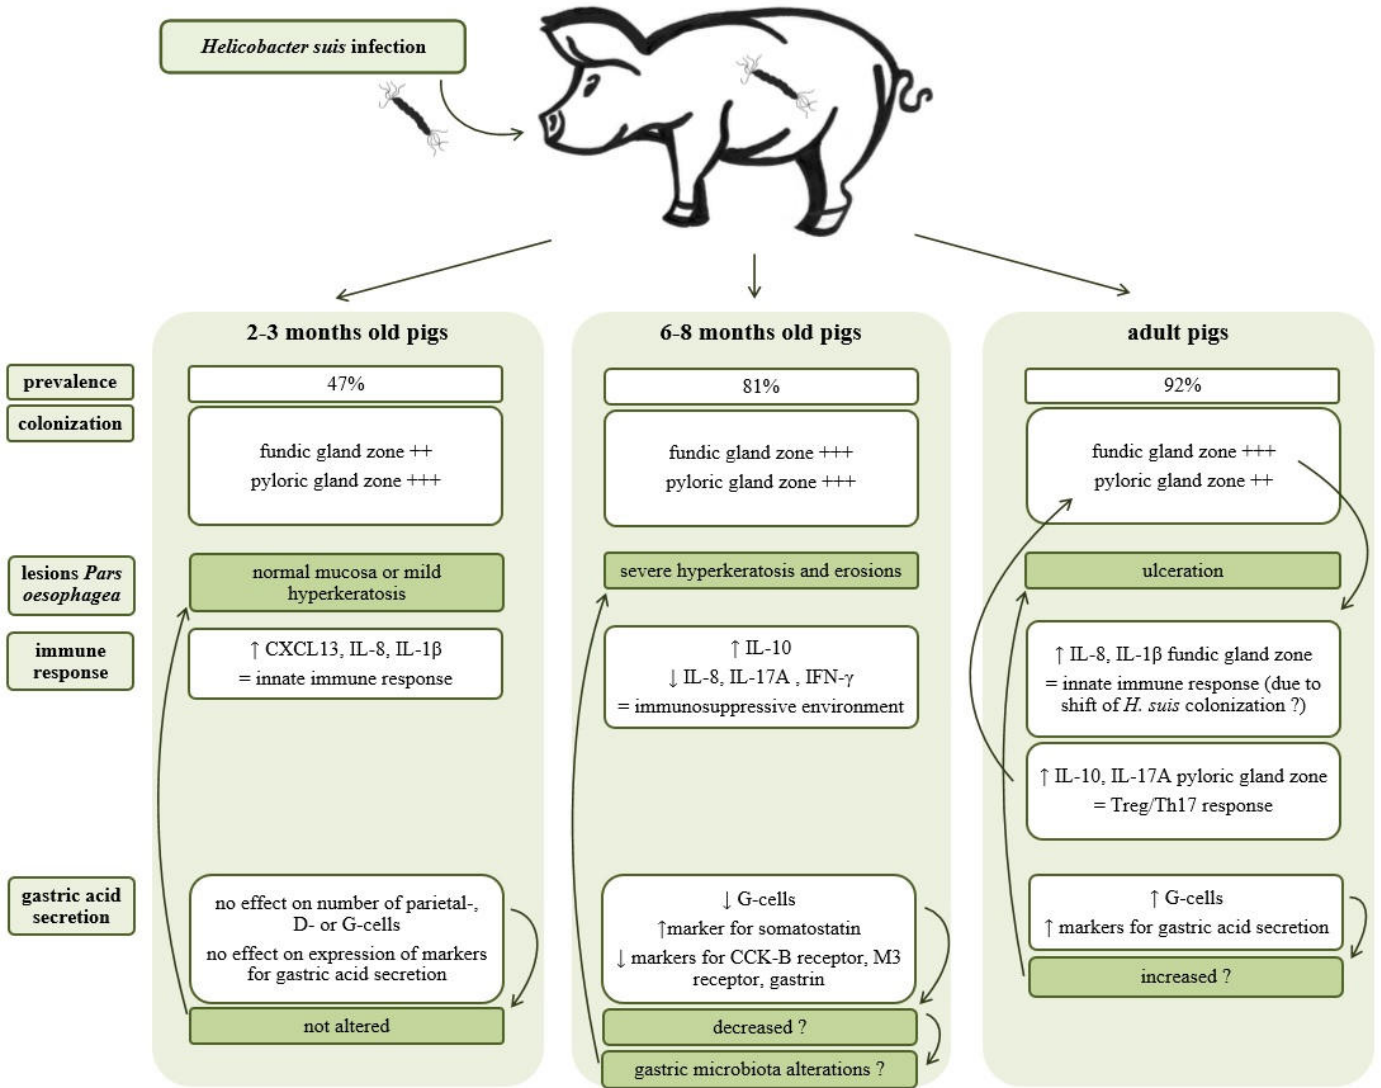 Helicobacter suis infection
2-3 months old pigs
6-8 months old pigs
adult pigs
prevalence
47%
81%
92%
colonization
fundic gland zone ++
pyloric gland zone +++
fundic gland zone +++
pyloric gland zone +++
fundic gland zone +++
pyloric gland zone ++
lesions Pars
oesophagea
normal mucosa or mild
hyperkeratosis
severe hyperkeratosis and erosions
ulceration
immune
response
↑ CXCL13, IL-8, IL-1β
= innate immune response
↑ IL-10
↓ IL-8, IL-17A , IFN-γ
= immunosuppressive environment
↑ IL-8, IL-1β fundic gland zone
= innate immune response (due to
shift of H. suis colonization ?)
↑ IL-10, IL-17A pyloric gland zone
= Treg/Th17 response
gastric acid
secretion
no effect on number of parietal-,
D- or G-cells
no effect on expression of markers
for gastric acid secretion
not altered
↓ G-cells
↑marker for somatostatin
↓ markers for CCK-B receptor, M3
receptor, gastrin
decreased ?
gastric microbiota alterations ?
↑ G-cells
↑ markers for gastric acid secretion
increased ?